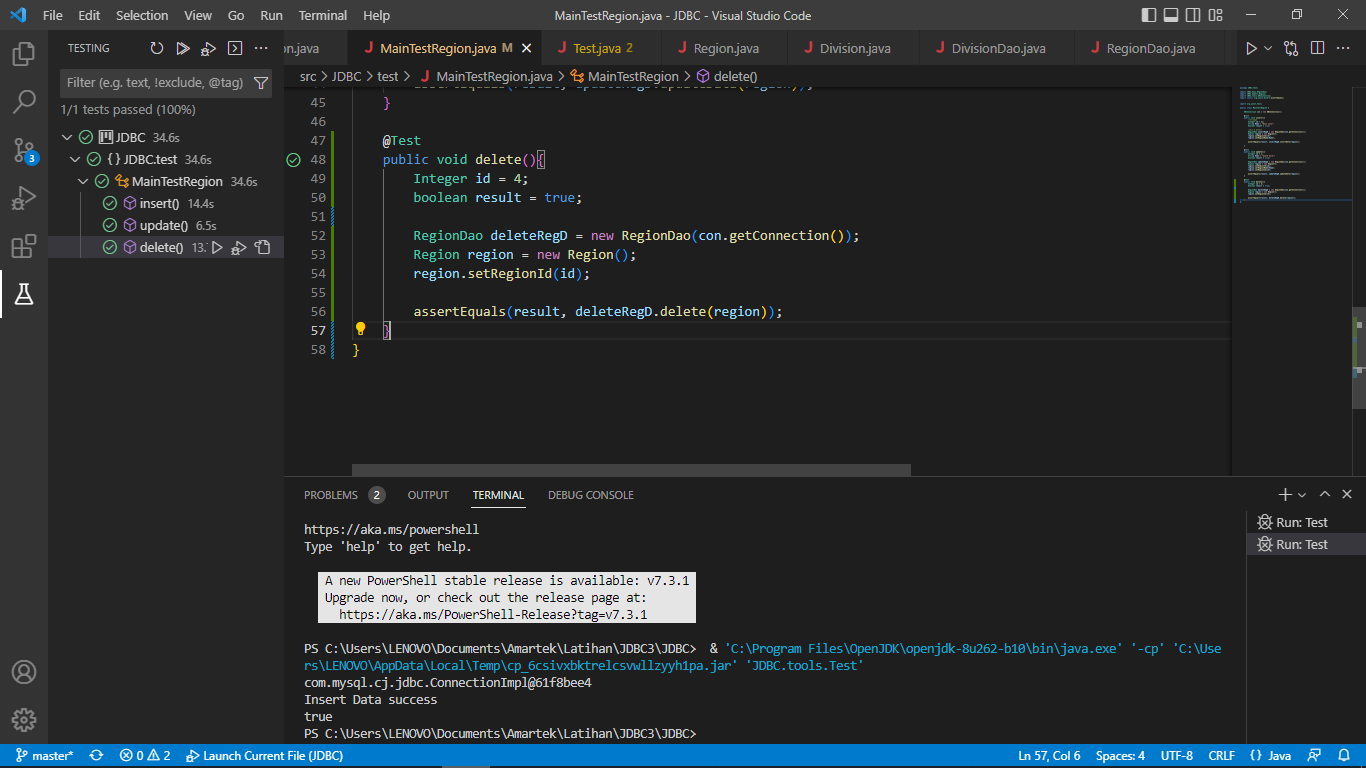 File Edit Selection View Go Run Terminal Help
MainTestRegion.java - JDBC - Visual Studio Code
TESTING
on.java
MainTestRegion.java M
Test.java 2
Region.java
Division.java
DivisionDao.java
RegionDao.java
Filter (e.g. text, !exclude, @tag)
1/1 tests passed (100%)
JDBC 34.6s
{ } JDBC.test 34.6s
MainTestRegion 34.6s
insert() 14.4s
update() 6.5s
delete() 13.
3
src > JDBC > test > J MainTestRegion.java > MainTestRegion > delete()
45 }
46
47 @Test
48 public void delete(){
49 Integer id = 4;
50 boolean result = true;
51
52 RegionDao deleteRegD = new RegionDao(con.getConnection());
53 Region region = new Region();
54 region.setRegionId(id);
55
56 assertEquals(result, deleteRegD.delete(region));
57 }
58 }
PROBLEMS 2 OUTPUT TERMINAL DEBUG CONSOLE
Run: Test
Run: Test
https://aka.ms/powershell
Type 'help' to get help.
A new PowerShell stable release is available: v7.3.1
Upgrade now, or check out the release page at:
https://aka.ms/PowerShell-Release?tag=v7.3.1
PS C:\Users\LENOVO\Documents\Amartek\Latihan\JDBC3\JDBC> & 'C:\Program Files\OpenJDK\openjdk-8u262-b10\bin\java.exe' '-cp' 'C:\Use
rs\LENOVO\AppData\Local\Temp\cp_6csivxbktrelcsvwllzyyh1pa.jar' 'JDBC.tools.Test'
com.mysql.cj.jdbc.ConnectionImpl@61f8bee4
Insert Data success
true
PS C:\Users\LENOVO\Documents\Amartek\Latihan\JDBC3\JDBC>
master* 0 2 Launch Current File (JDBC)
Ln 57, Col 6 Spaces: 4 UTF-8 CRLF { } Java